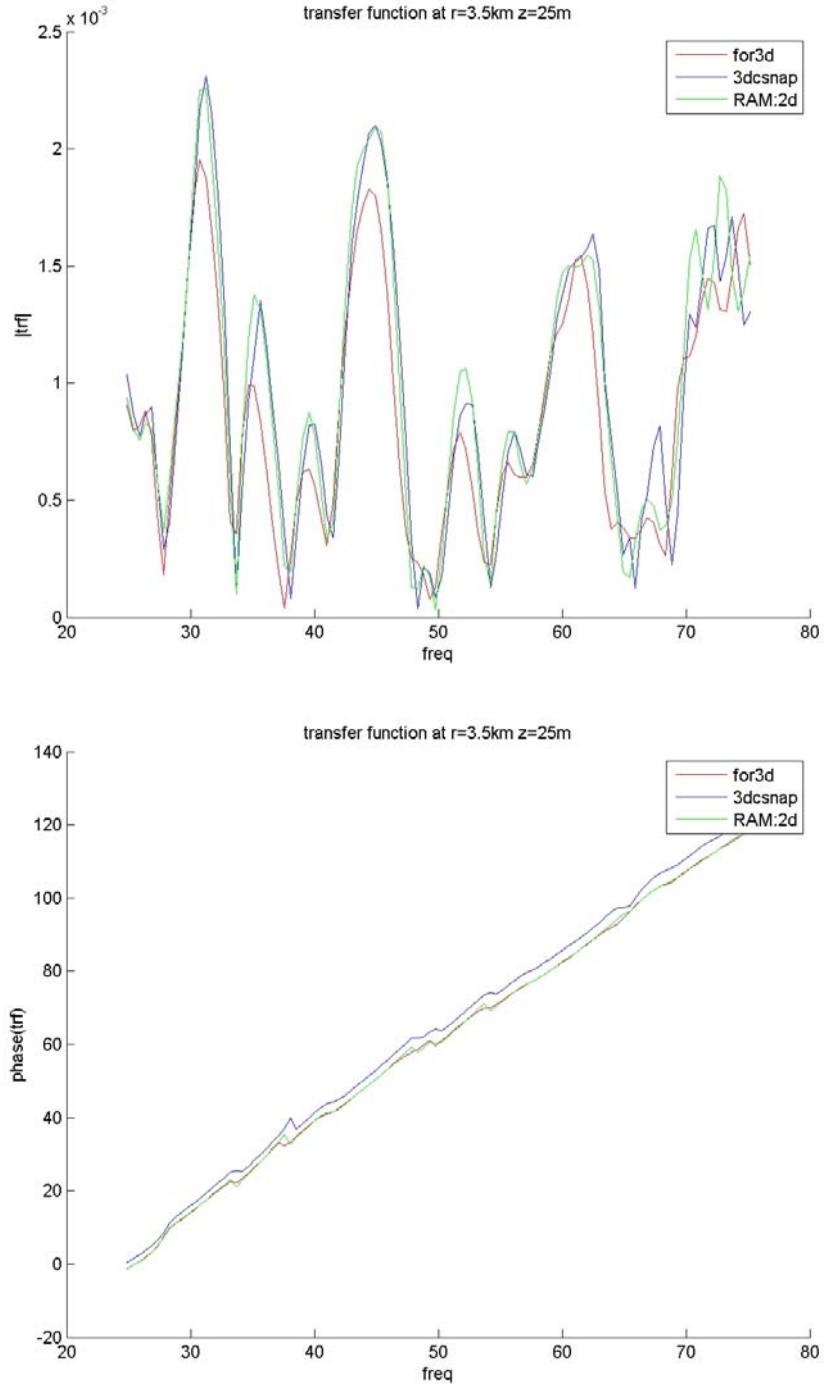 transfer function at r=3.5km z=25m
x 10-3
2.5
2
1.5
1
0.5
0
|trf|
for3d
3dcsnap
RAM:2d
20 30 40 50 60 70 80
freq
transfer function at r=3.5km z=25m
140
120
100
80
60
40
20
0
-20
phase(trf)
for3d
3dcsnap
RAM:2d
20 30 40 50 60 70 80
freq